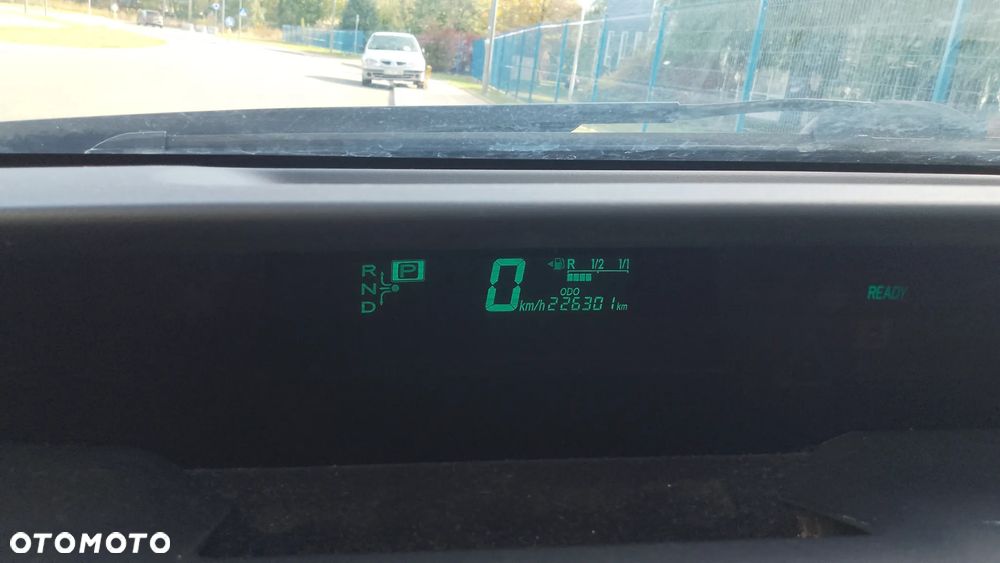 R P
N
D
0 km/h
R 1/2 1/1
ODO
226301 km
READY
OTOMOTO